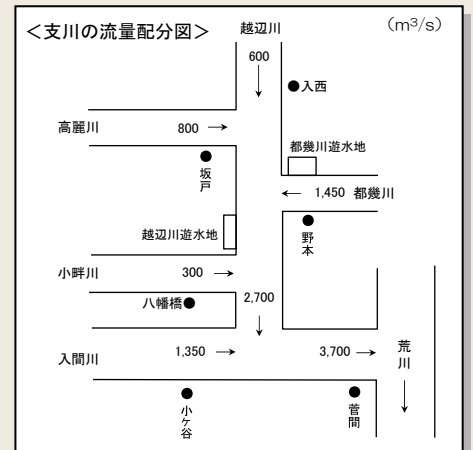 ＜支川の流量配分図＞
越辺川
（m³/s）
600
入西
高麗川
800
坂戸
都幾川遊水地
1,450
都幾川
越辺川遊水地
野本
小畔川
300
八幡橋
2,700
入間川
1,350
3,700
荒川
小ケ谷
菅間